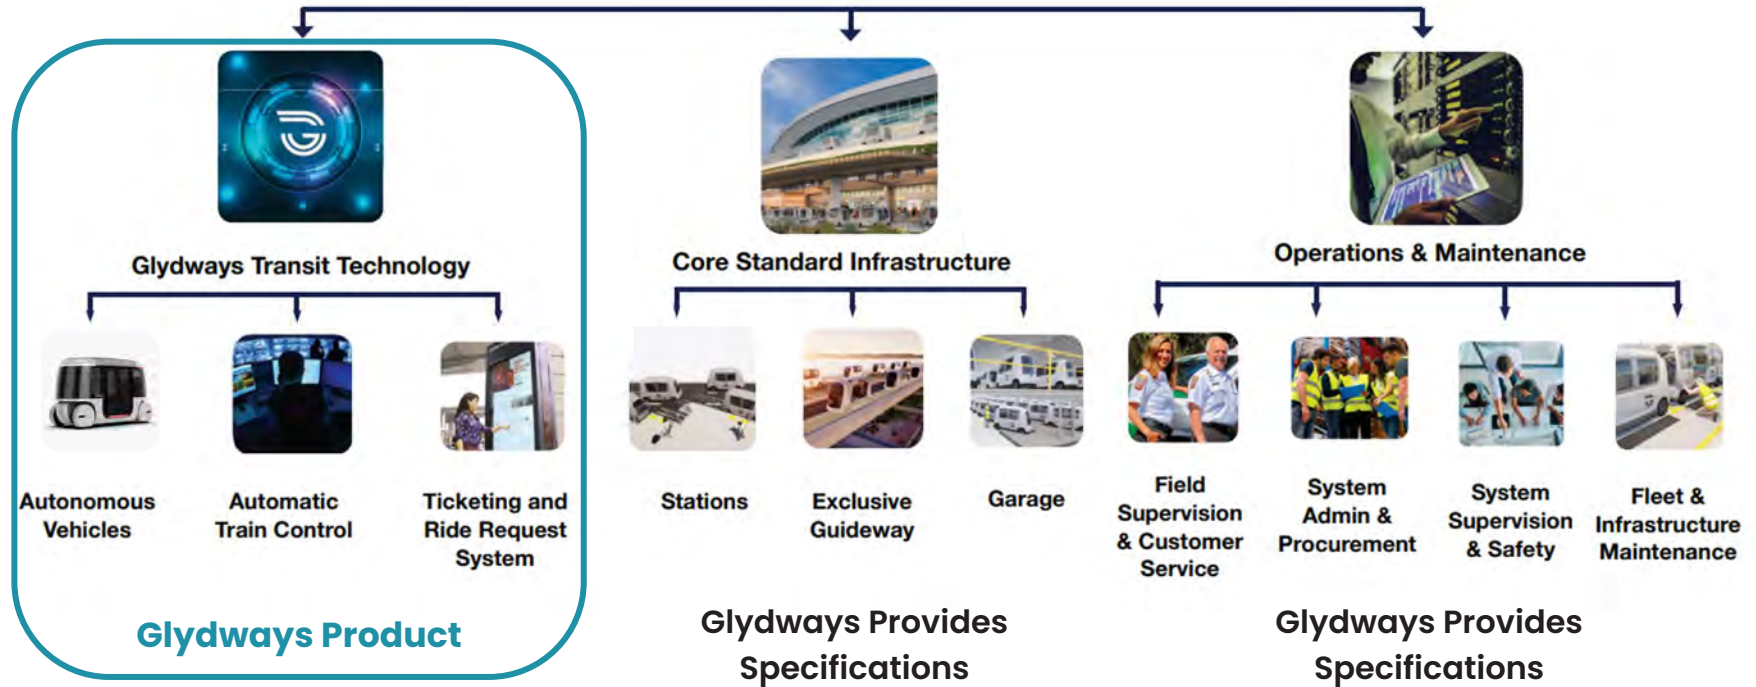 Glydways Transit Technology
Core Standard Infrastructure
Operations & Maintenance
Autonomous
Vehicles
Automatic
Train Control
Ticketing and
Ride Request
System
Stations
Exclusive
Guideway
Garage
Field
Supervision
& Customer
Service
System
Admin &
Procurement
System
Supervision
& Safety
Fleet &
Infrastructure
Maintenance
Glydways Product
Glydways Provides
Specifications
Glydways Provides
Specifications